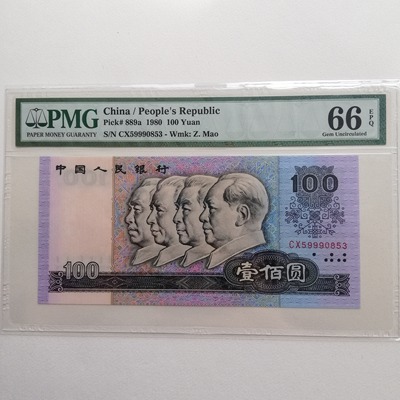 PMG
PAPER MONEY GUARANTY
China / People's Republic
Pick# 889a 1980 100 Yuan
S/N CX59990853 - Wmk: Z. Mao
66 EPQ
Gem Uncirculated
中国人民银行
100
CX59990853
100
壹佰圆